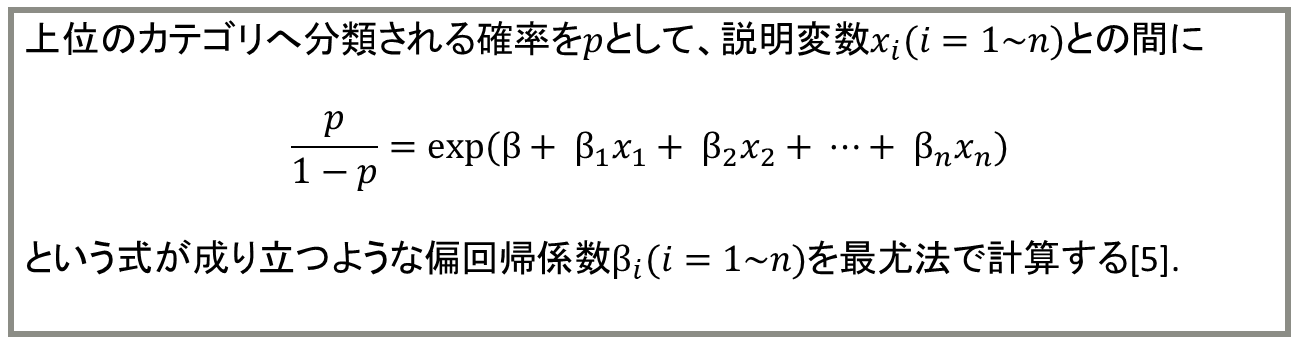 上位のカテゴリへ分類される確率をpとして、説明変数xᵢ(i = 1~n)との間に
p/(1 − p) = exp(β + β₁x₁ + β₂x₂ + ⋯ + βₙxₙ)
という式が成り立つような偏回帰係数βᵢ(i = 1~n)を最尤法で計算する[5].